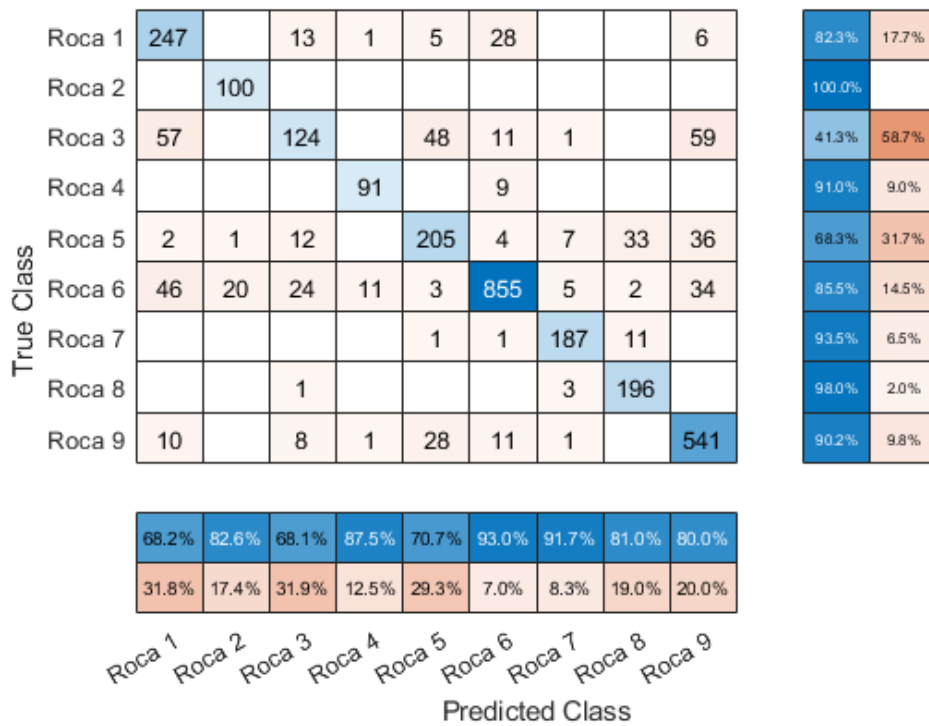 Roca 1 247 13 1 5 28 6 82.3% 17.7%
Roca 2 100 100.0%
Roca 3 57 124 48 11 1 59 41.3% 58.7%
Roca 4 91 9 91.0% 9.0%
Roca 5 2 1 12 205 4 7 33 36 68.3% 31.7%
Roca 6 46 20 24 11 3 855 5 2 34 85.5% 14.5%
Roca 7 1 1 187 11 93.5% 6.5%
Roca 8 1 3 196 98.0% 2.0%
Roca 9 10 8 1 28 11 1 541 90.2% 9.8%
True Class
68.2% 82.6% 68.1% 87.5% 70.7% 93.0% 91.7% 81.0% 80.0%
31.8% 17.4% 31.9% 12.5% 29.3% 7.0% 8.3% 19.0% 20.0%
Roca 1 Roca 2 Roca 3 Roca 4 Roca 5 Roca 6 Roca 7 Roca 8 Roca 9
Predicted Class